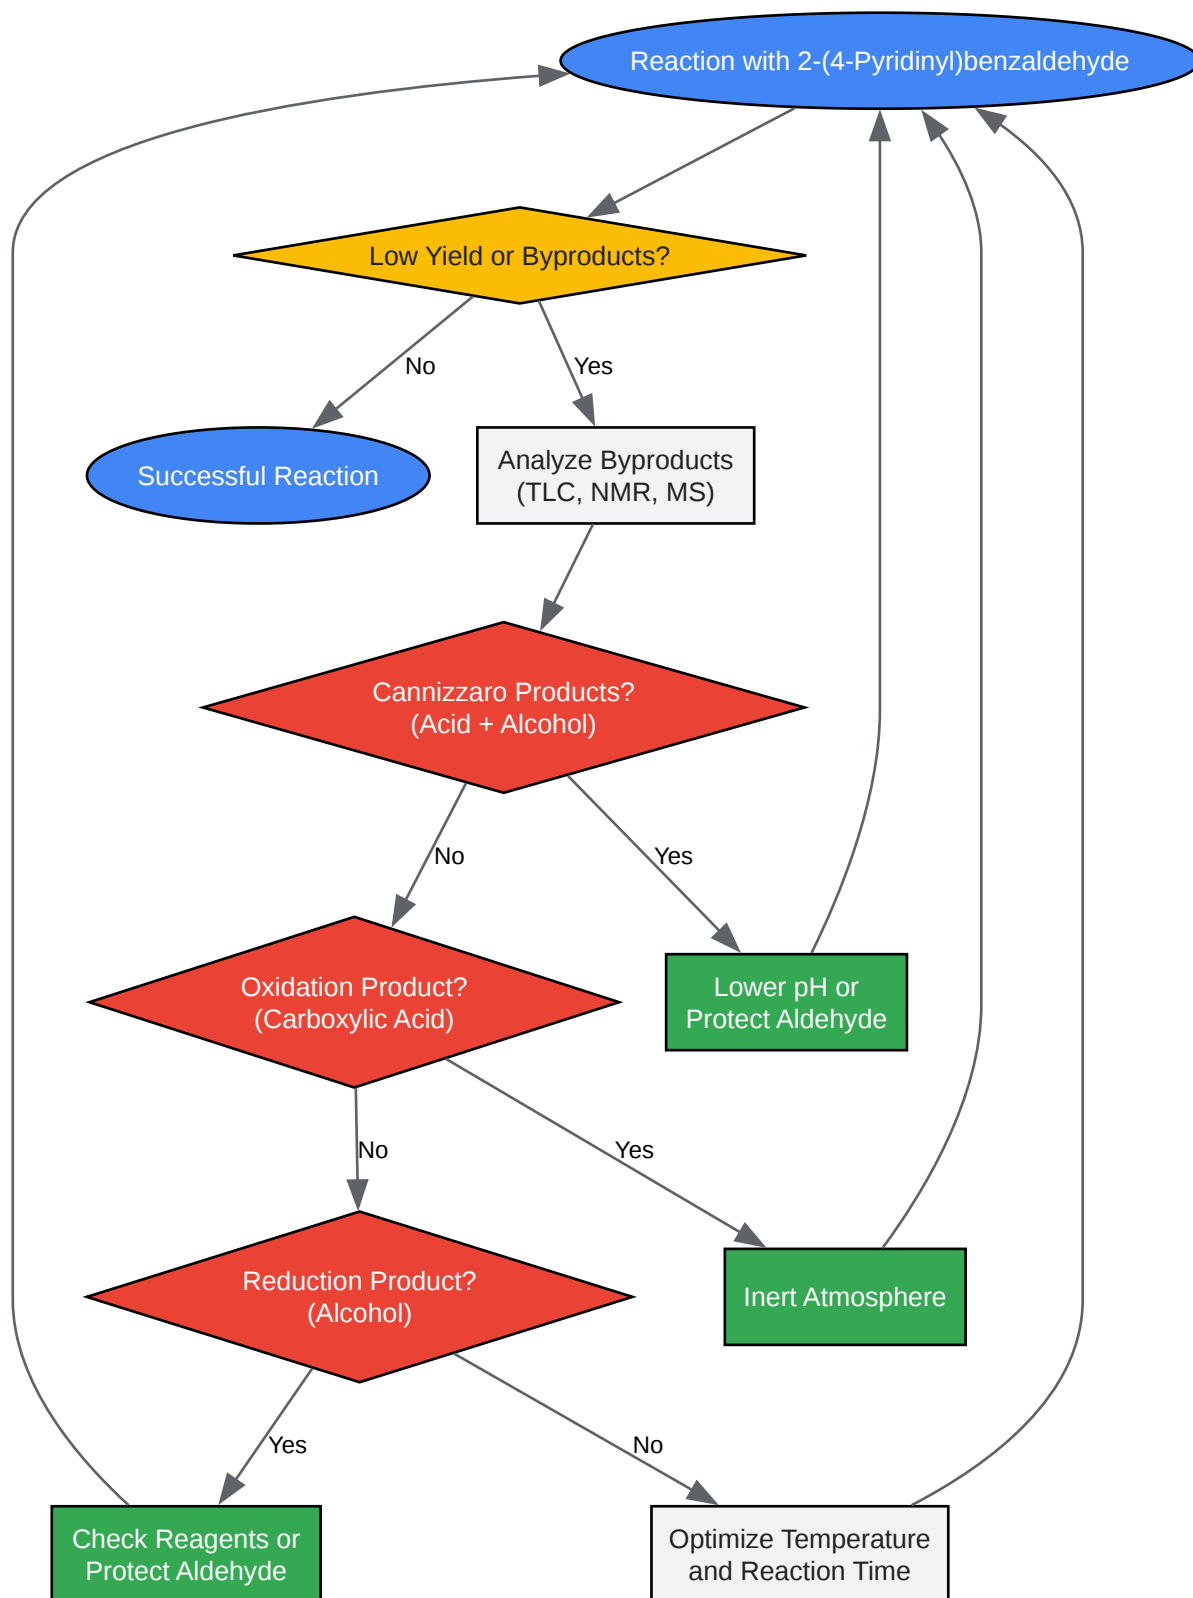 Reaction with 2-(4-Pyridinyl)benzaldehyde
Low Yield or Byproducts?
No
Yes
Successful Reaction
Analyze Byproducts
(TLC, NMR, MS)
Cannizzaro Products?
(Acid + Alcohol)
No
Yes
Oxidation Product?
(Carboxylic Acid)
Lower pH or
Protect Aldehyde
No
Yes
Reduction Product?
(Alcohol)
Inert Atmosphere
Yes
No
Check Reagents or
Protect Aldehyde
Optimize Temperature
and Reaction Time